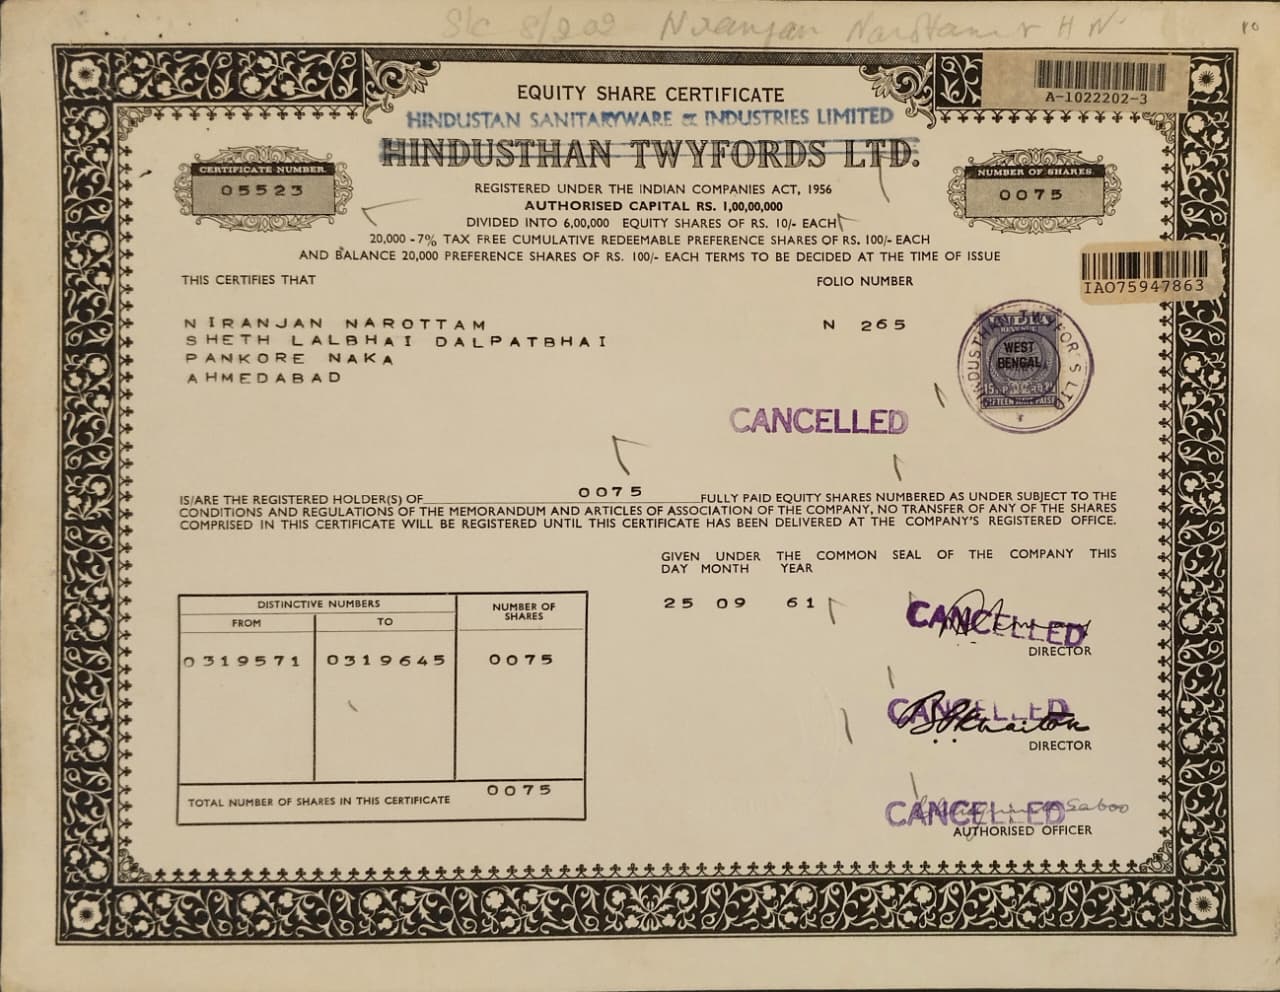 S/c 8/202 Niranjan Narottam H N
A-1022202-3
EQUITY SHARE CERTIFICATE
HINDUSTAN SANITARYWARE & INDUSTRIES LIMITED
HINDUSTHAN TWYFORDS LTD.
CERTIFICATE NUMBER
05523
NUMBER OF SHARES
0075
REGISTERED UNDER THE INDIAN COMPANIES ACT, 1956
AUTHORISED CAPITAL RS. 1,00,00,000
DIVIDED INTO 6,00,000 EQUITY SHARES OF RS. 10/- EACH
20,000 -7% TAX FREE CUMULATIVE REDEEMABLE PREFERENCE SHARES OF RS. 100/- EACH
AND BALANCE 20,000 PREFERENCE SHARES OF RS. 100/- EACH TERMS TO BE DECIDED AT THE TIME OF ISSUE
IA075947863
THIS CERTIFIES THAT
FOLIO NUMBER
NIRANJAN NAROTTAM
N 265
SHETH LALBHAI DALPATBHAI
PANKORE NAKA
AHMEDABAD
HINDUSTHAN TWYFORDS LTD
INDIA
REVENUE
WEST
BENGAL
FIFTEEN NAYE PAISE
CANCELLED
IS/ARE THE REGISTERED HOLDER(S) OF 0075 FULLY PAID EQUITY SHARES NUMBERED AS UNDER SUBJECT TO THE
CONDITIONS AND REGULATIONS OF THE MEMORANDUM AND ARTICLES OF ASSOCIATION OF THE COMPANY, NO TRANSFER OF ANY OF THE SHARES
COMPRISED IN THIS CERTIFICATE WILL BE REGISTERED UNTIL THIS CERTIFICATE HAS BEEN DELIVERED AT THE COMPANY'S REGISTERED OFFICE.
GIVEN UNDER THE COMMON SEAL OF THE COMPANY THIS
DAY MONTH YEAR
25 09 61
DISTINCTIVE NUMBERS
NUMBER OF
SHARES
FROM
TO
0319571 0319645 0075
TOTAL NUMBER OF SHARES IN THIS CERTIFICATE 0075
CANCELLED
DIRECTOR
CANCELLED
DIRECTOR
CANCELLED
Saboo
AUTHORISED OFFICER